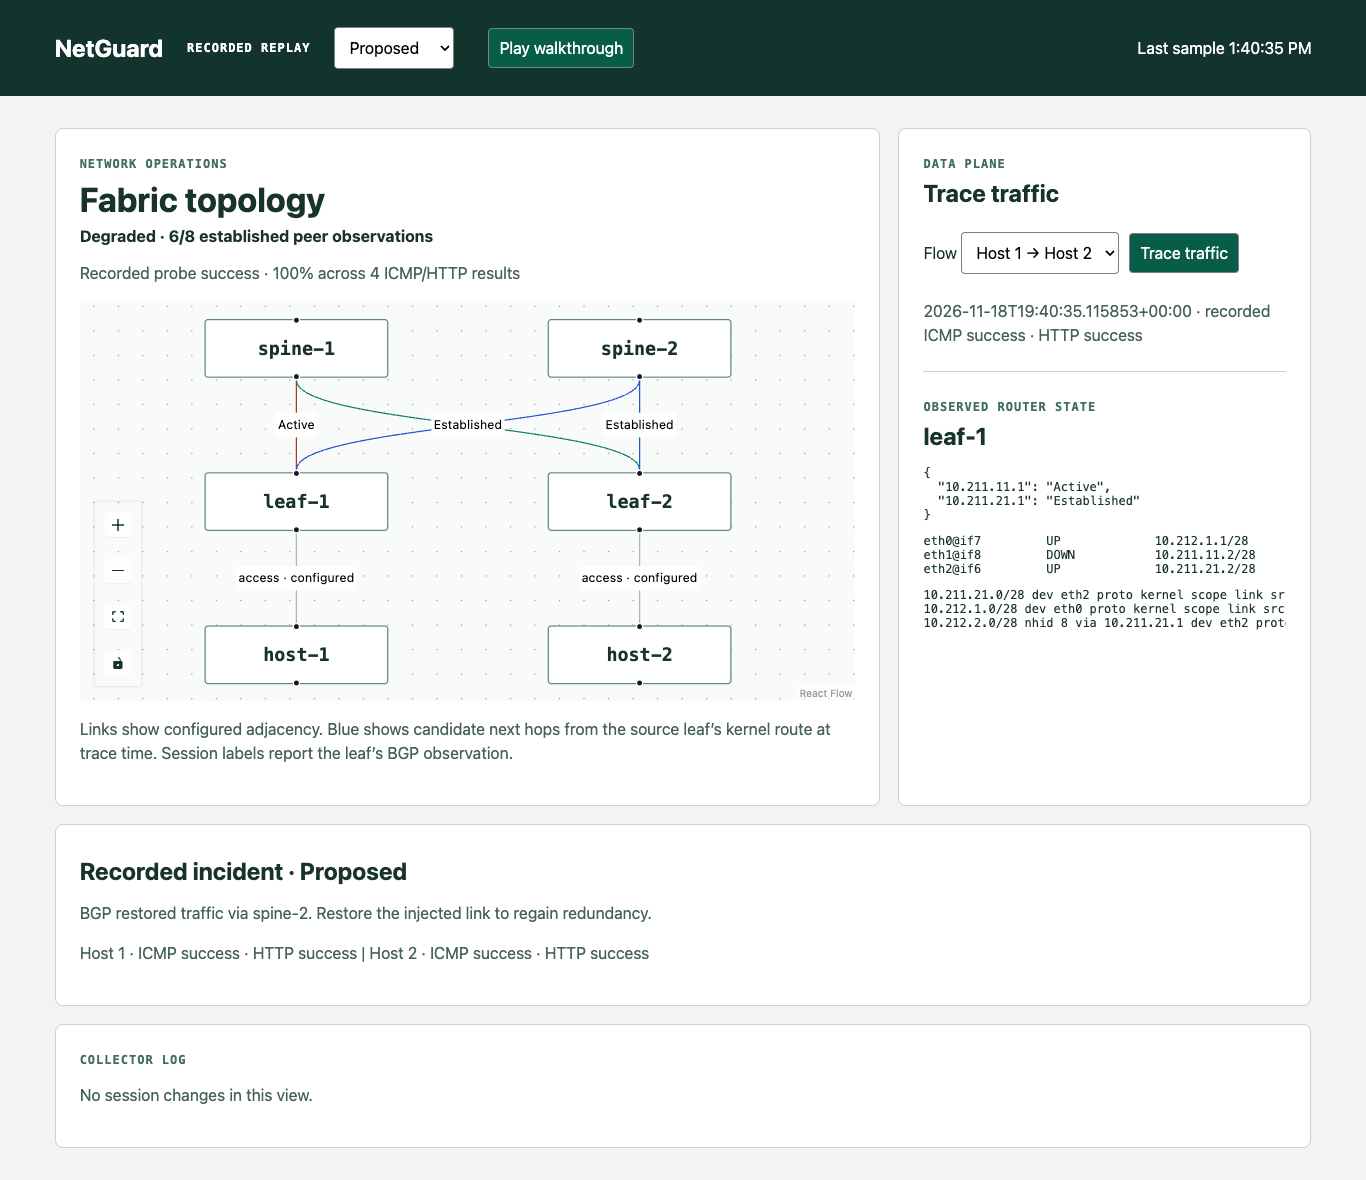 NetGuard
RECORDED REPLAY
Proposed
Play walkthrough
Last sample 1:40:35 PM
NETWORK OPERATIONS
Fabric topology
Degraded · 6/8 established peer observations
Recorded probe success · 100% across 4 ICMP/HTTP results
spine-1
spine-2
Active
Established
Established
leaf-1
leaf-2
access · configured
access · configured
host-1
host-2
React Flow
Links show configured adjacency. Blue shows candidate next hops from the source leaf’s kernel route at
trace time. Session labels report the leaf’s BGP observation.
DATA PLANE
Trace traffic
Flow
Host 1 → Host 2
Trace traffic
2026-11-18T19:40:35.115853+00:00 · recorded
ICMP success · HTTP success
OBSERVED ROUTER STATE
leaf-1
{
"10.211.11.1": "Active",
"10.211.21.1": "Established"
}
eth0@if7 UP 10.212.1.1/28
eth1@if8 DOWN 10.211.11.2/28
eth2@if6 UP 10.211.21.2/28
10.211.21.0/28 dev eth2 proto kernel scope link sr
10.212.1.0/28 dev eth0 proto kernel scope link src
10.212.2.0/28 nhid 8 via 10.211.21.1 dev eth2 prot
Recorded incident · Proposed
BGP restored traffic via spine-2. Restore the injected link to regain redundancy.
Host 1 · ICMP success · HTTP success | Host 2 · ICMP success · HTTP success
COLLECTOR LOG
No session changes in this view.